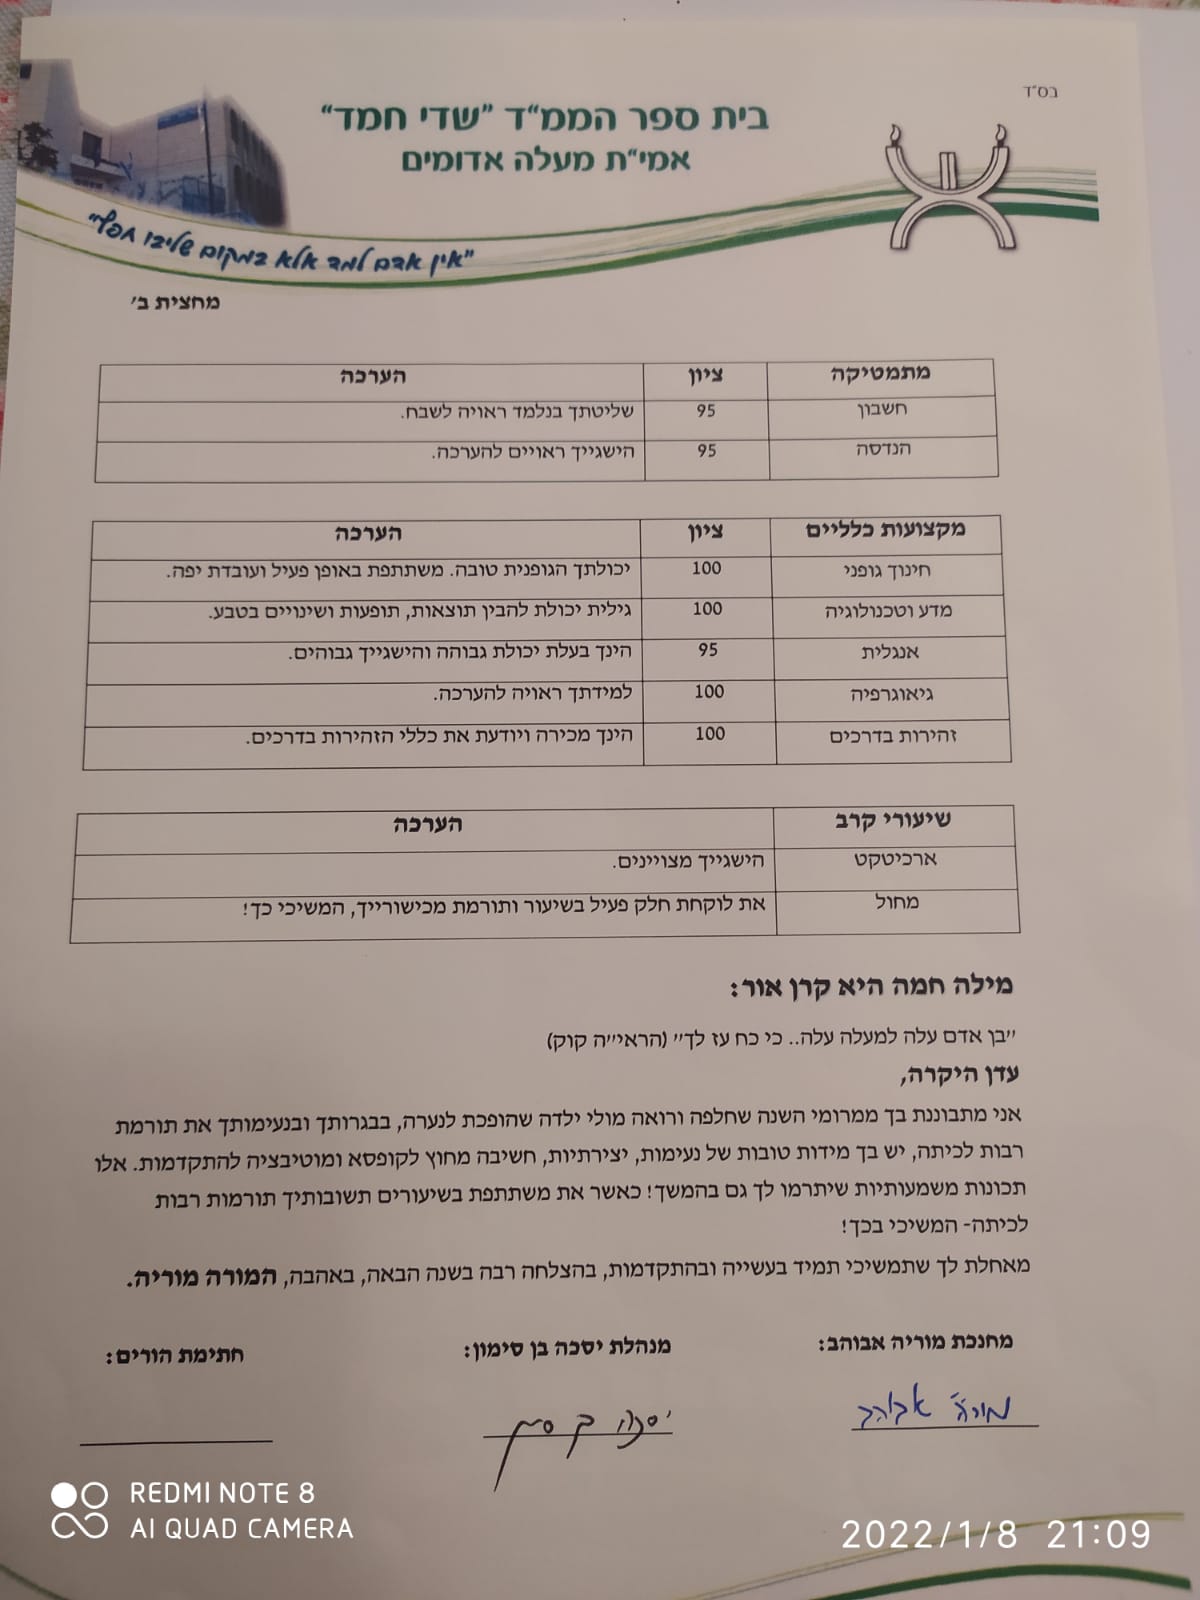 בס"ד
בית ספר הממ"ד "שדי חמד"
אמי"ת מעלה אדומים
"אין אדם למד אלא במקום שליבו חפץ"
מחצית ב'
מתמטיקה ציון הערכה
חשבון 95 שליטתך בנלמד ראויה לשבח.
הנדסה 95 הישגייך ראויים להערכה.
מקצועות כלליים ציון הערכה
חינוך גופני 100 יכולתך הגופנית טובה. משתתפת באופן פעיל ועובדת יפה.
מדע וטכנולוגיה 100 גילית יכולת להבין תוצאות, תופעות ושינויים בטבע.
אנגלית 95 הינך בעלת יכולת גבוהה והישגייך גבוהים.
גיאוגרפיה 100 למידתך ראויה להערכה.
זהירות בדרכים 100 הינך מכירה ויודעת את כללי הזהירות בדרכים.
שיעורי קרב הערכה
ארכיטקט הישגייך מצויינים.
מחול את לוקחת חלק פעיל בשיעור ותורמת מכישורייך, המשיכי כך!
מילה חמה היא קרן אור:
"בן אדם עלה למעלה עלה.. כי כח עז לך" (הראי"ה קוק)
עדן היקרה,
אני מתבוננת בך ממרומי השנה שחלפה ורואה מולי ילדה שהופכת לנערה, בבגרותך ובנעימותך את תורמת
רבות לכיתה, יש בך מידות טובות של נעימות, יצירתיות, חשיבה מחוץ לקופסא ומוטיבציה להתקדמות. אלו
תכונות משמעותיות שיתרמו לך גם בהמשך! כאשר את משתתפת בשיעורים תשובותיך תורמות רבות
לכיתה- המשיכי בכך!
מאחלת לך שתמשיכי תמיד בעשייה ובהתקדמות, בהצלחה רבה בשנה הבאה, באהבה, המורה מוריה.
מחנכת מוריה אבוהב: מנהלת יסכה בן סימון: חתימת הורים:
מוריה אבוהב יסכה בן סימון
REDMI NOTE 8
AI QUAD CAMERA
2022/1/8 21:09